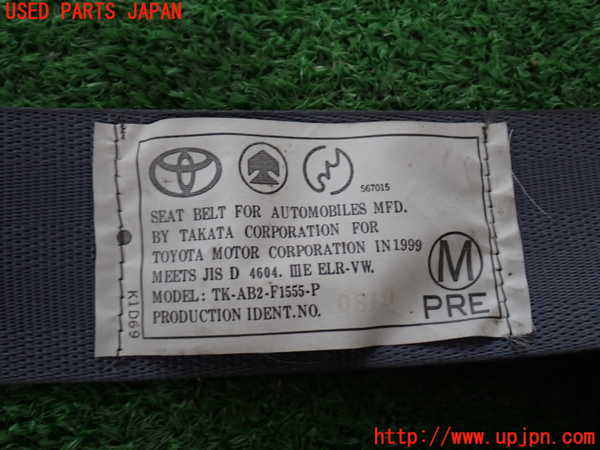 USED PARTS JAPAN
567015
SEAT BELT FOR AUTOMOBILES MFD.
BY TAKATA CORPORATION FOR
TOYOTA MOTOR CORPORATION IN 1999
MEETS JIS D 4604. ⅢE ELR-VW.
MODEL: TK-AB2-F1555-P
PRODUCTION IDENT.NO.
M
PRE
K1D69
http://www.upjpn.com/